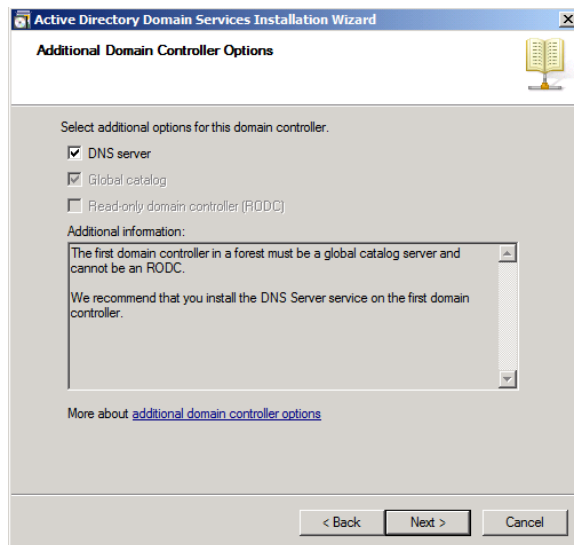 Active Directory Domain Services Installation Wizard
Additional Domain Controller Options
Select additional options for this domain controller.
DNS server
Global catalog
Read-only domain controller (RODC)
Additional information:
The first domain controller in a forest must be a global catalog server and
cannot be an RODC.
We recommend that you install the DNS Server service on the first domain
controller.
More about additional domain controller options
< Back
Next >
Cancel